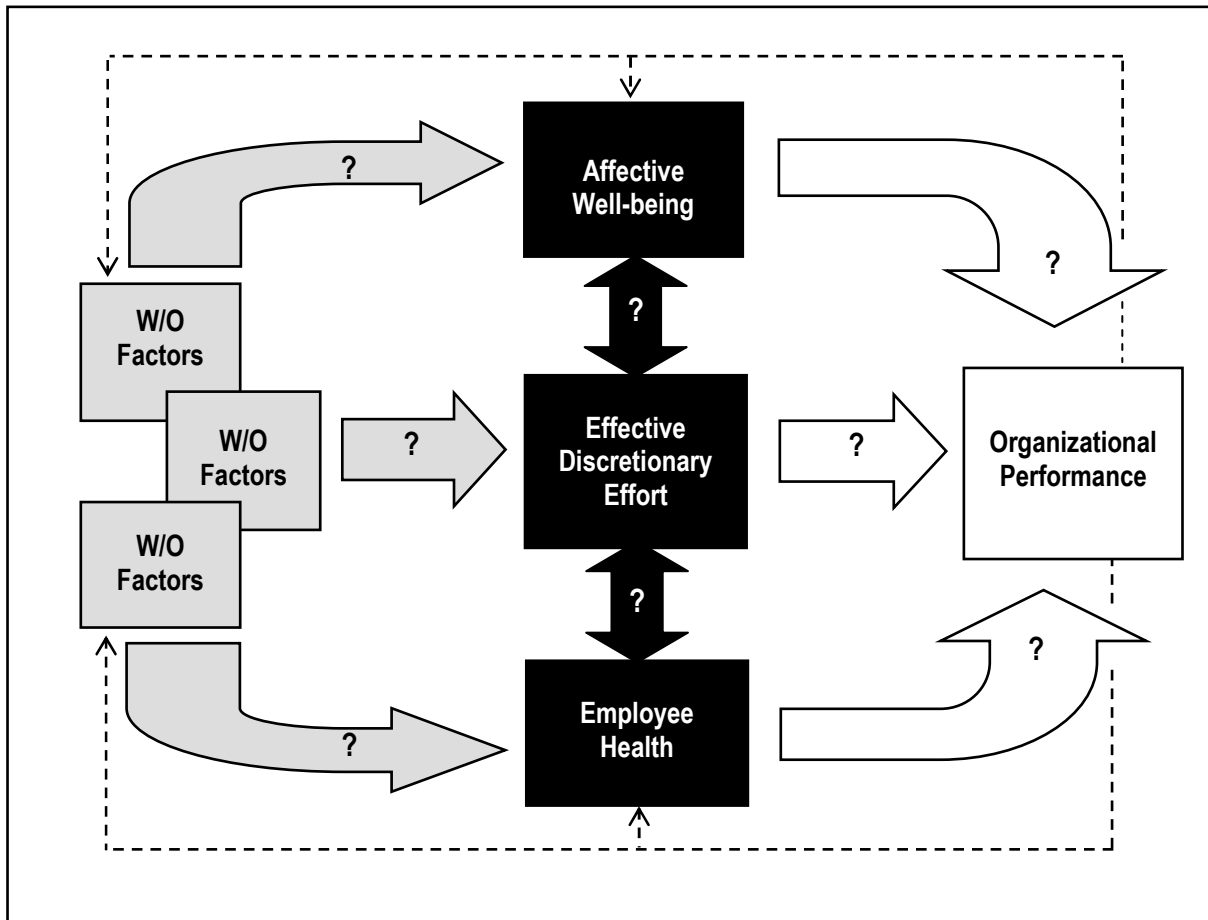 ?
Affective
Well-being
?
?
W/O
Factors
W/O
Factors
W/O
Factors
?
Effective
Discretionary
Effort
?
Organizational
Performance
?
?
Employee
Health
?